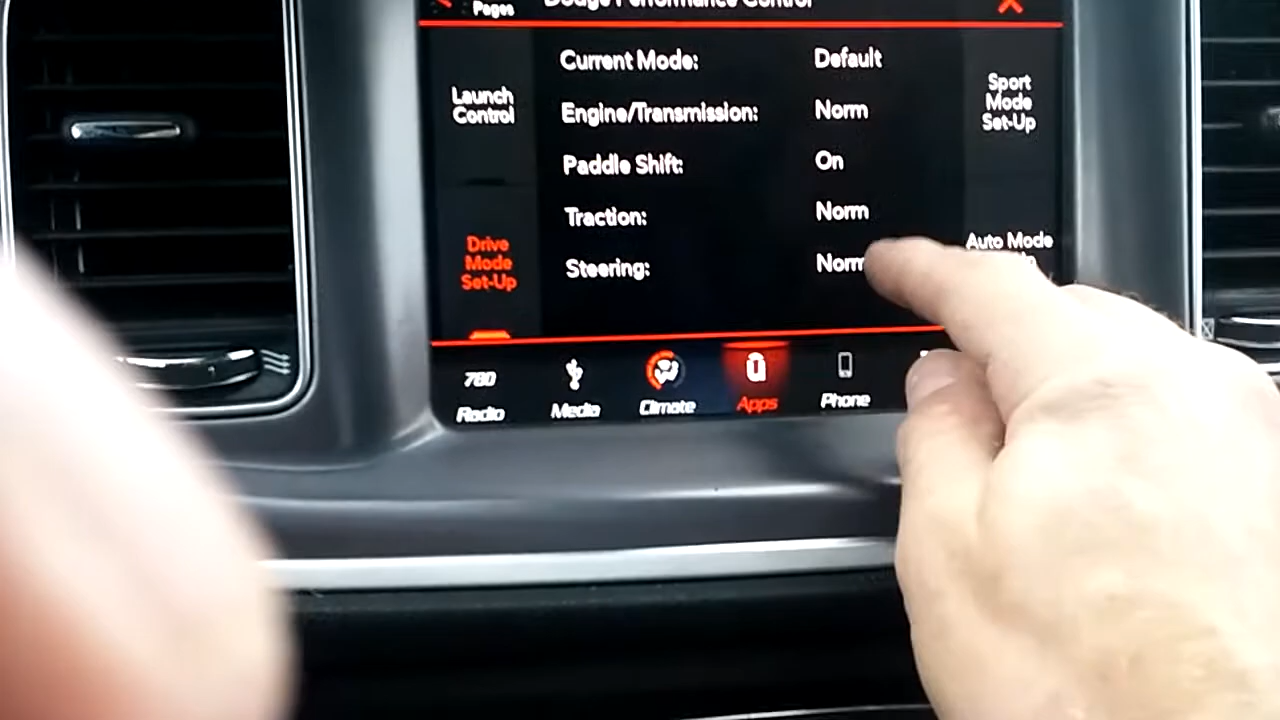 Pages
Dodge Performance Control
Current Mode: Default
Launch
Control
Engine/Transmission: Norm
Sport
Mode
Set-Up
Paddle Shift: On
Traction: Norm
Drive
Mode
Set-Up
Steering: Norm
Auto Mode
780
Radio
Media
Climate
Apps
Phone